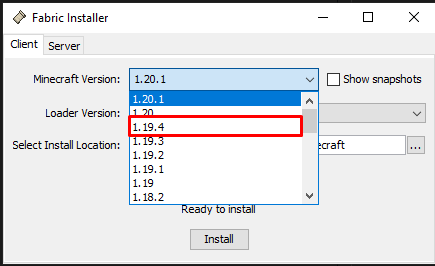 Fabric Installer
Client Server
Minecraft Version: 1.20.1 Show snapshots
1.20.1
1.20
Loader Version:
1.19.4
1.19.3
Select Install Location: ecraft ...
1.19.2
1.19.1
1.19
1.18.2
Ready to install
Install